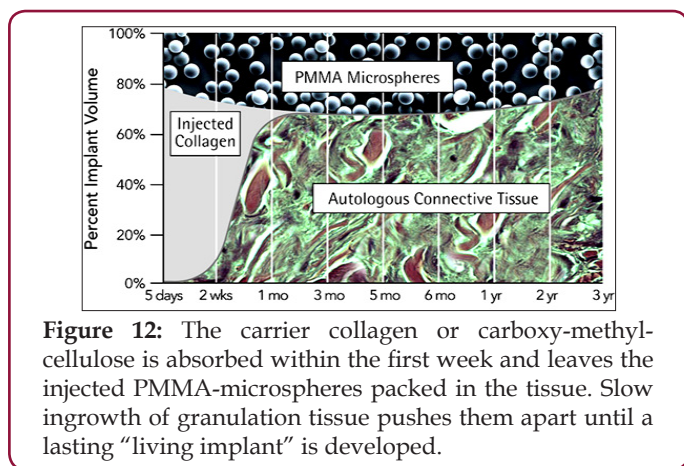 100%
80%
60%
40%
20%
0%
Percent Implant Volume
PMMA Microspheres
Injected
Collagen
Autologous Connective Tissue
5 days 2 wks 1 mo 3 mo 5 mo 6 mo 1 yr 2 yr 3 yr
Figure 12: The carrier collagen or carboxy-methyl-
cellulose is absorbed within the first week and leaves the
injected PMMA-microspheres packed in the tissue. Slow
ingrowth of granulation tissue pushes them apart until a
lasting “living implant” is developed.